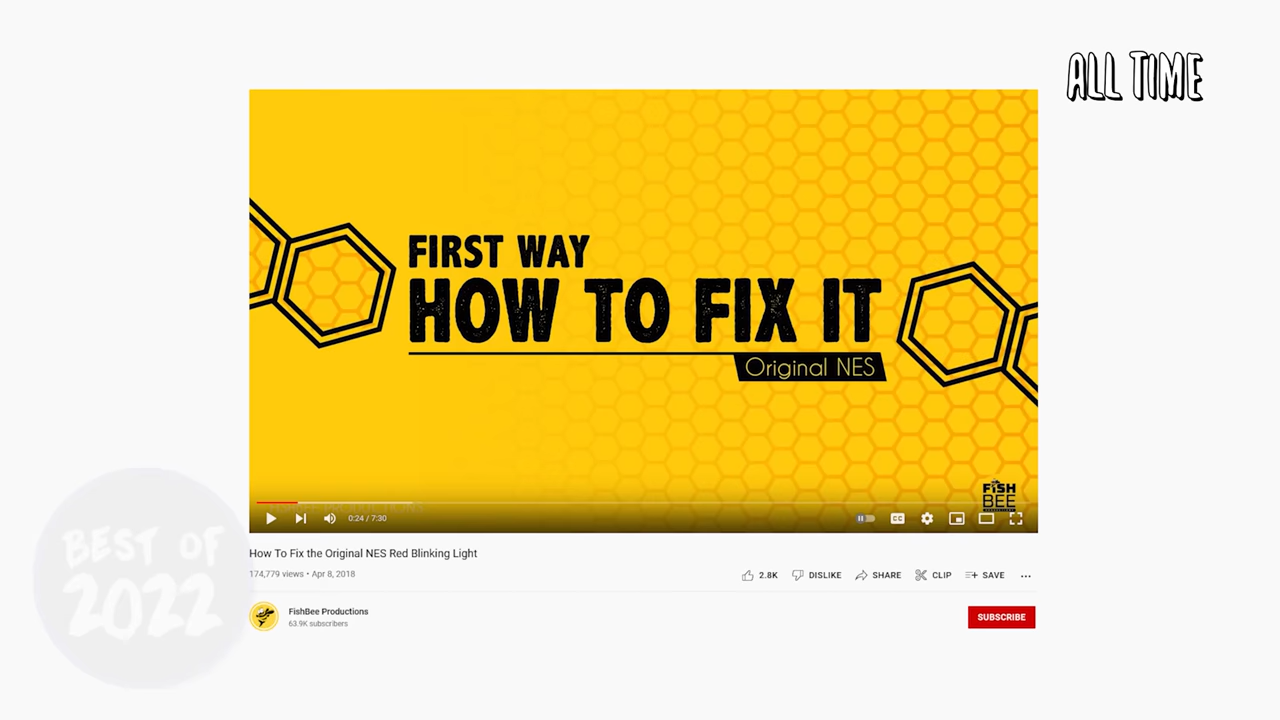 ALL TIME
FIRST WAY
HOW TO FIX IT
Original NES
FISH
BEE
0:24 / 7:30
CC
How To Fix the Original NES Red Blinking Light
174,779 views • Apr 8, 2018
2.8K DISLIKE SHARE CLIP SAVE ...
FishBee Productions
63.9K subscribers
SUBSCRIBE
BEST OF
2022